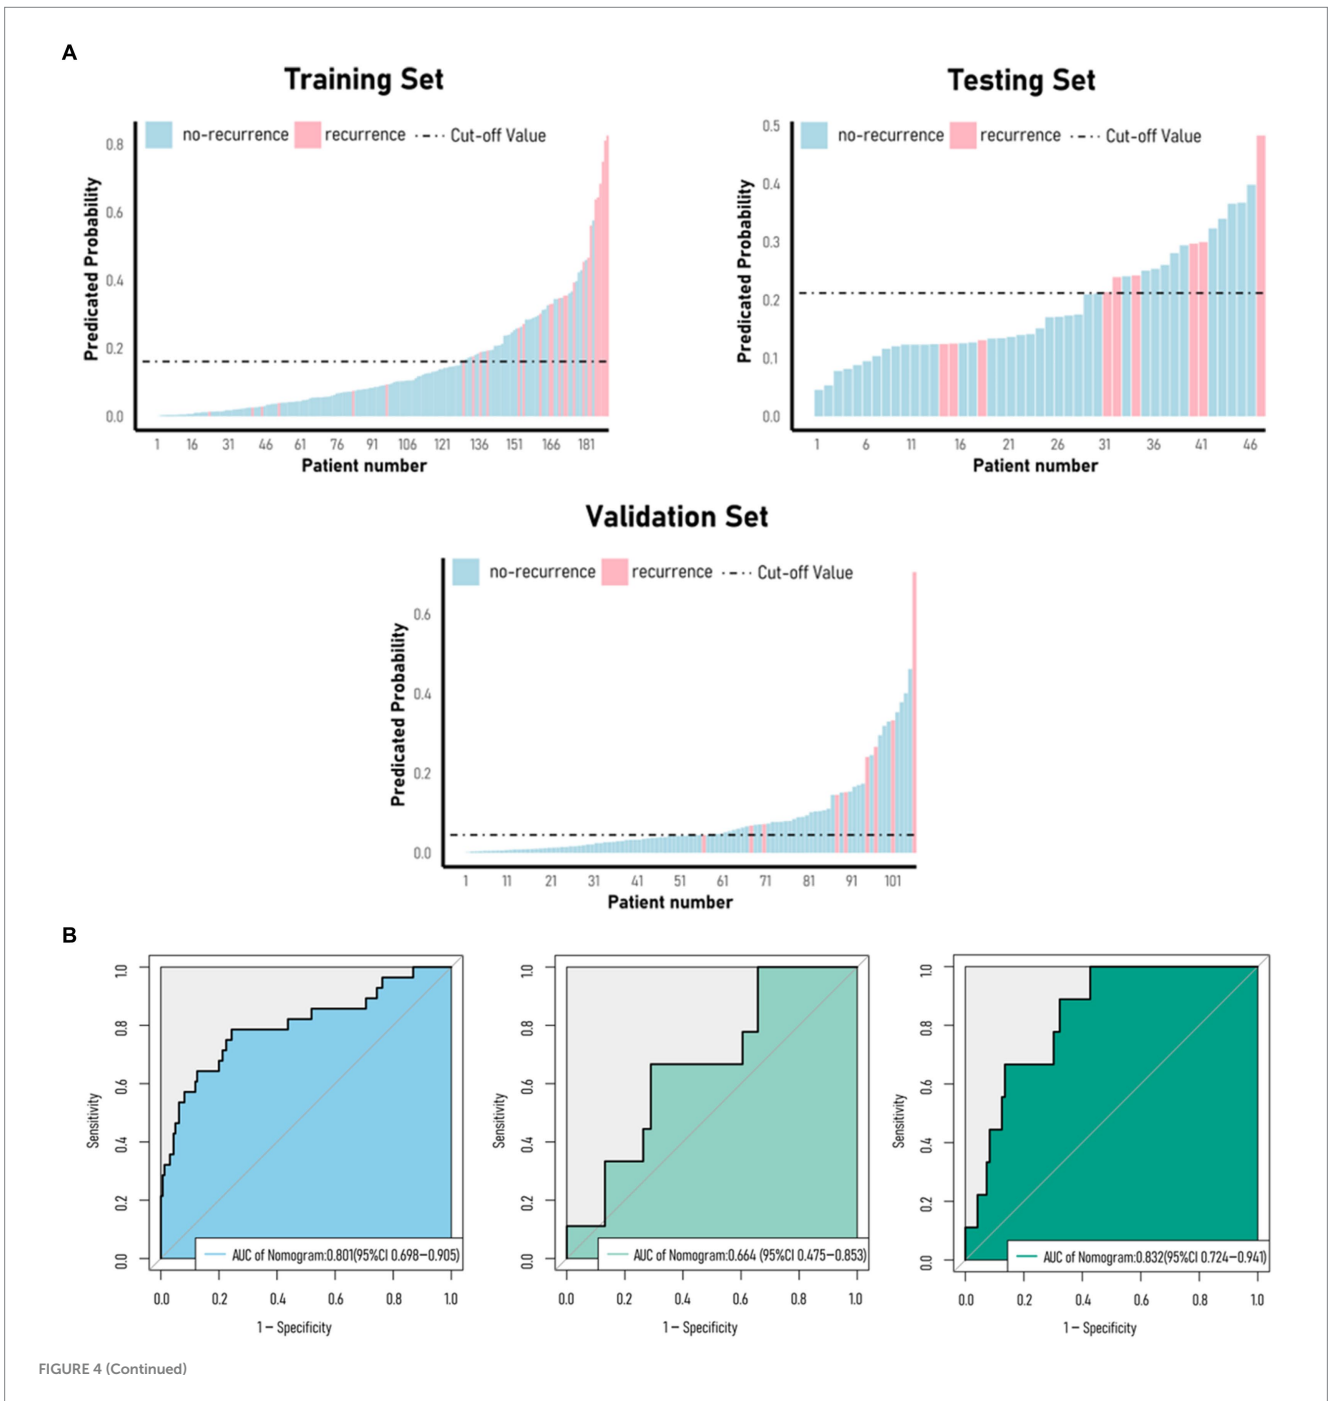 A
Training Set
no-recurrence recurrence Cut-off Value
Predicated Probability
0.8
0.6
0.4
0.2
0.0
1 16 31 46 61 76 91 106 121 136 151 166 181
Patient number
Testing Set
no-recurrence recurrence Cut-off Value
Predicated Probability
0.5
0.4
0.3
0.2
0.1
0.0
1 6 11 16 21 26 31 36 41 46
Patient number
Validation Set
no-recurrence recurrence Cut-off Value
Predicated Probability
0.6
0.4
0.2
0.0
1 11 21 31 41 51 61 71 81 91 101
Patient number
B
Sensitivity
1.0
0.8
0.6
0.4
0.2
0.0
AUC of Nomogram:0.801(95%CI 0.698–0.905)
0.0 0.2 0.4 0.6 0.8 1.0
1 – Specificity
Sensitivity
1.0
0.8
0.6
0.4
0.2
0.0
AUC of Nomogram:0.664 (95%CI 0.475–0.853)
0.0 0.2 0.4 0.6 0.8 1.0
1 – Specificity
Sensitivity
1.0
0.8
0.6
0.4
0.2
0.0
AUC of Nomogram:0.832(95%CI 0.724–0.941)
0.0 0.2 0.4 0.6 0.8 1.0
1 – Specificity
FIGURE 4 (Continued)